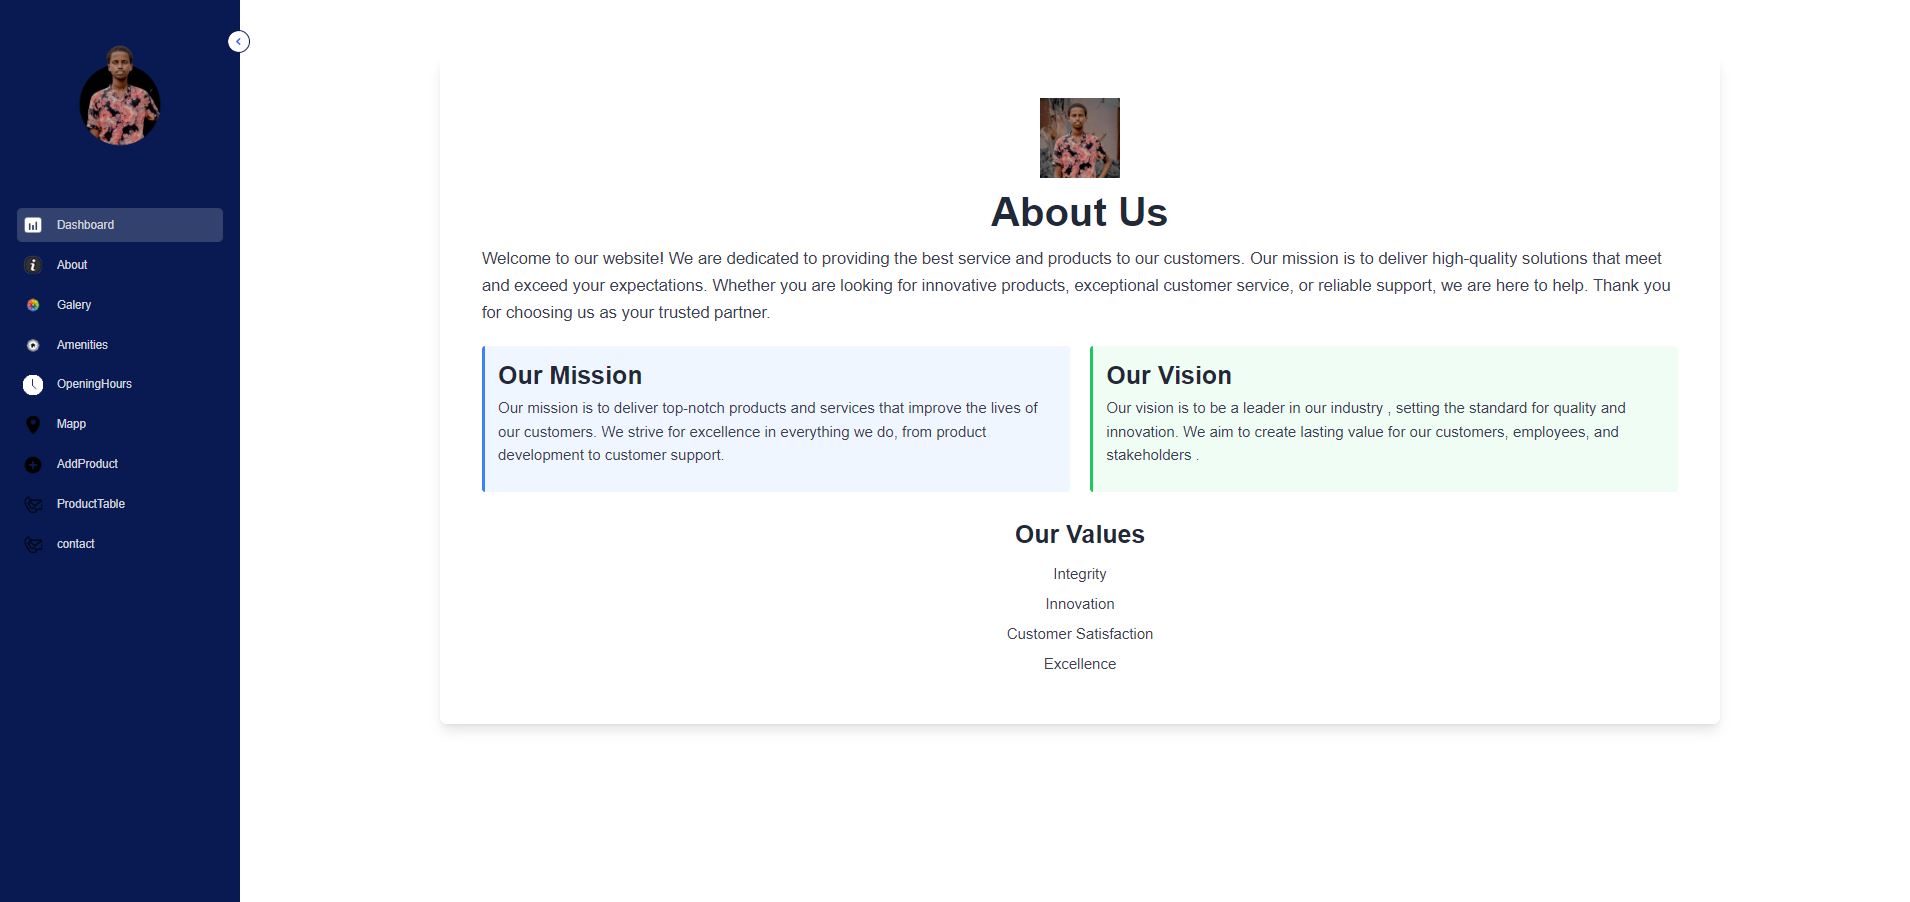 Dashboard
About
Galery
Amenities
OpeningHours
Mapp
AddProduct
ProductTable
contact
About Us
Welcome to our website! We are dedicated to providing the best service and products to our customers. Our mission is to deliver high-quality solutions that meet
and exceed your expectations. Whether you are looking for innovative products, exceptional customer service, or reliable support, we are here to help. Thank you
for choosing us as your trusted partner.
Our Mission
Our mission is to deliver top-notch products and services that improve the lives of
our customers. We strive for excellence in everything we do, from product
development to customer support.
Our Vision
Our vision is to be a leader in our industry , setting the standard for quality and
innovation. We aim to create lasting value for our customers, employees, and
stakeholders .
Our Values
Integrity
Innovation
Customer Satisfaction
Excellence